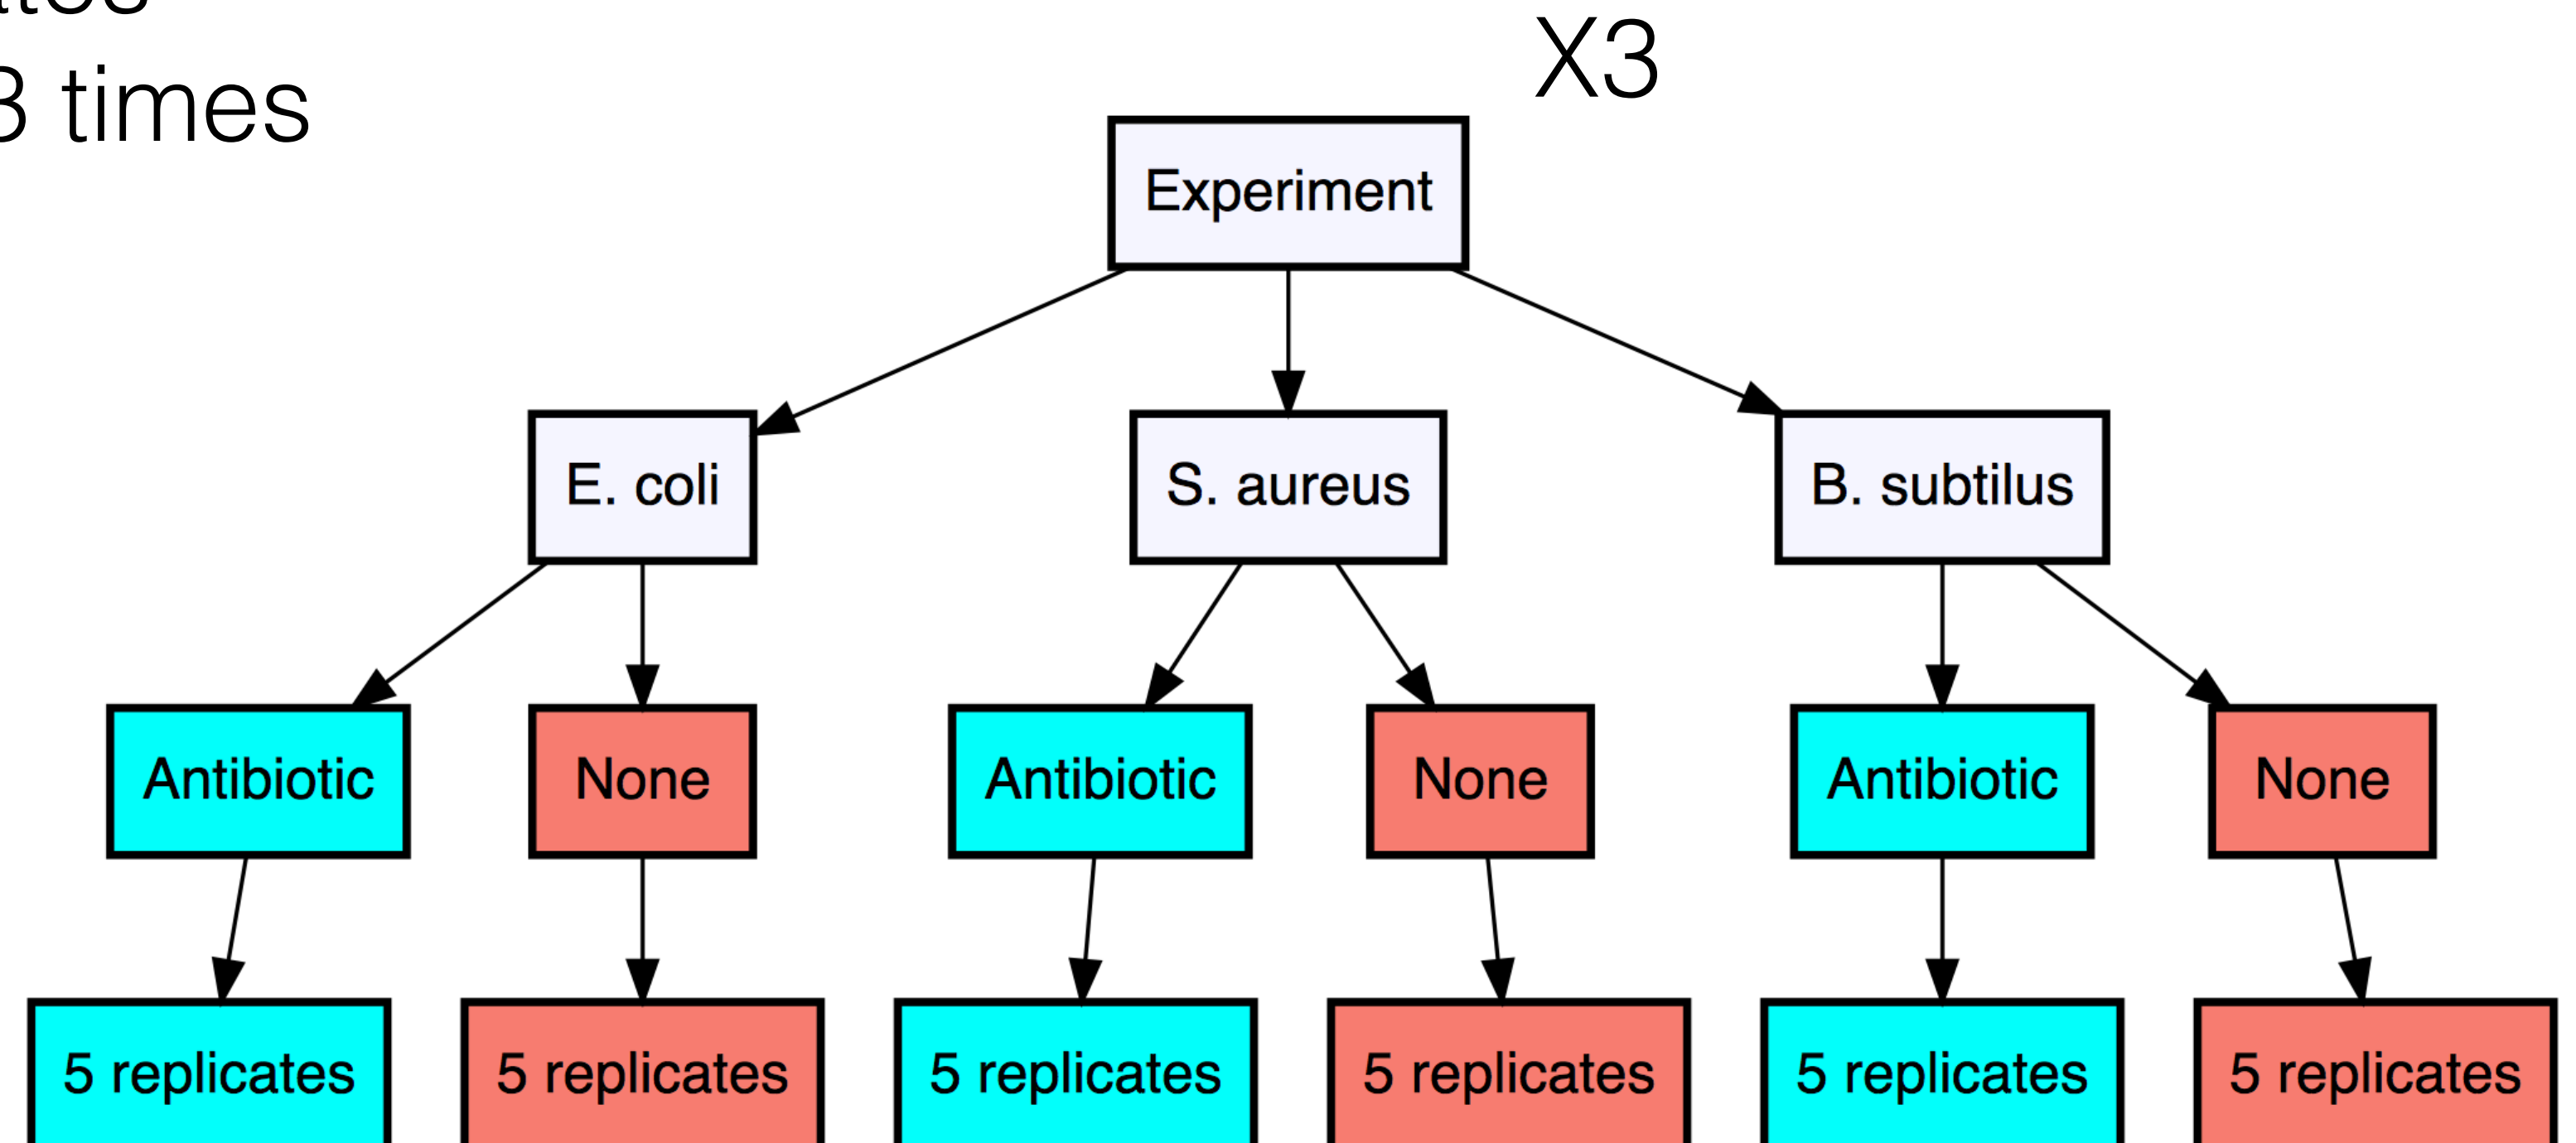 3 times
X3
Experiment
E. coli
S. aureus
B. subtilus
Antibiotic
None
Antibiotic
None
Antibiotic
None
5 replicates
5 replicates
5 replicates
5 replicates
5 replicates
5 replicates